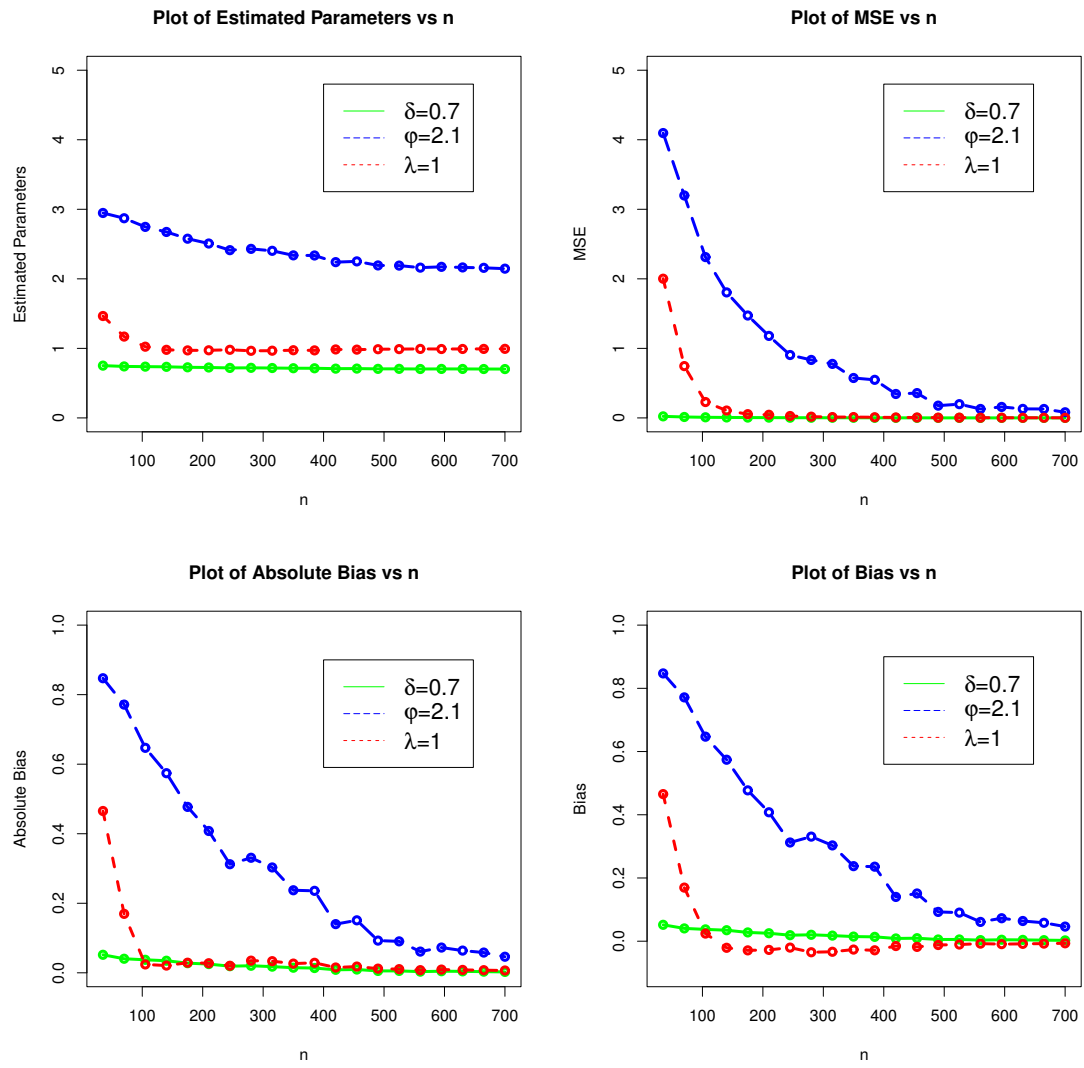 Plot of Estimated Parameters vs n
Estimated Parameters
5
4
3
2
1
0
δ=0.7
φ=2.1
λ=1
100 200 300 400 500 600 700
n
Plot of MSE vs n
MSE
5
4
3
2
1
0
δ=0.7
φ=2.1
λ=1
100 200 300 400 500 600 700
n
Plot of Absolute Bias vs n
Absolute Bias
1.0
0.8
0.6
0.4
0.2
0.0
δ=0.7
φ=2.1
λ=1
100 200 300 400 500 600 700
n
Plot of Bias vs n
Bias
1.0
0.8
0.6
0.4
0.2
0.0
δ=0.7
φ=2.1
λ=1
100 200 300 400 500 600 700
n